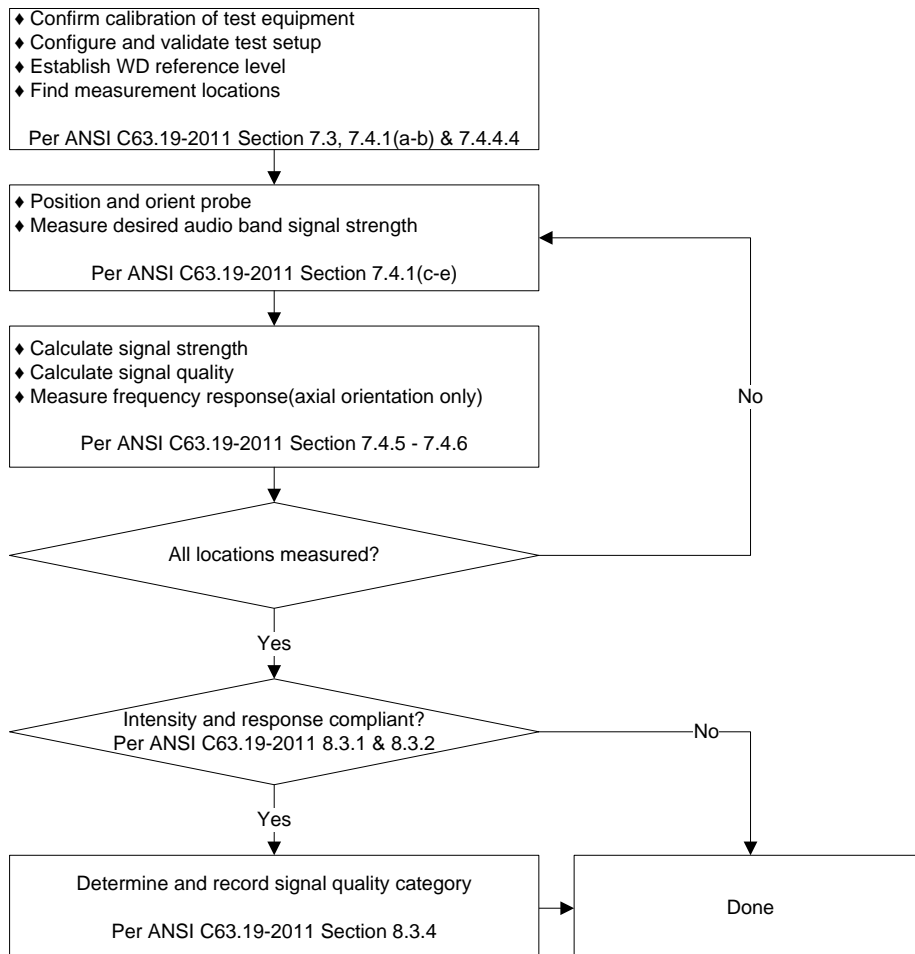 ♦ Confirm calibration of test equipment
♦ Configure and validate test setup
♦ Establish WD reference level
♦ Find measurement locations
Per ANSI C63.19-2011 Section 7.3, 7.4.1(a-b) & 7.4.4.4
♦ Position and orient probe
♦ Measure desired audio band signal strength
Per ANSI C63.19-2011 Section 7.4.1(c-e)
♦ Calculate signal strength
♦ Calculate signal quality
♦ Measure frequency response(axial orientation only)
Per ANSI C63.19-2011 Section 7.4.5 - 7.4.6
No
All locations measured?
Yes
Intensity and response compliant?
Per ANSI C63.19-2011 8.3.1 & 8.3.2
No
Yes
Determine and record signal quality category
Per ANSI C63.19-2011 Section 8.3.4
Done